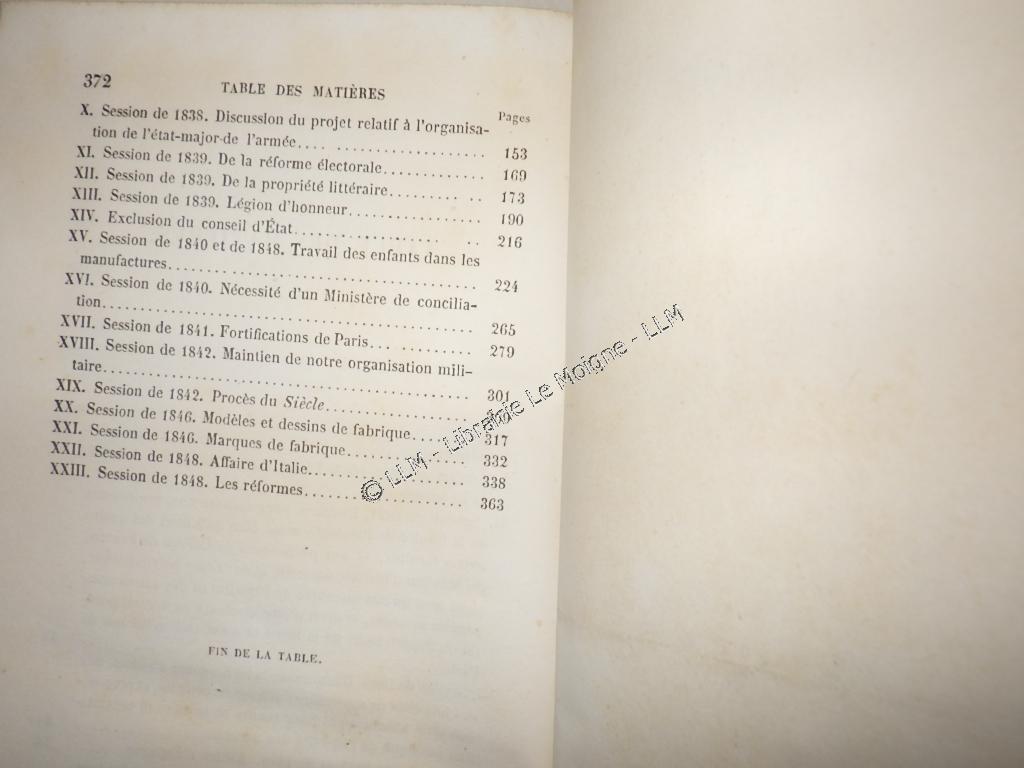 372
TABLE DES MATIÈRES
Pages
X. Session de 1838. Discussion du projet relatif à l'organisa-
tion de l'état-major de l'armée.... ................... 153
XI. Session de 1839. De la réforme électorale............. 169
XII. Session de 1839. De la propriété littéraire......... .. 173
XIII. Session de 1839. Légion d'honneur................. 190
XIV. Exclusion du conseil d'État..................... .. 216
XV. Session de 1840 et de 1848. Travail des enfants dans les
manufactures....................................... 224
XVI. Session de 1840. Nécessité d'un Ministère de concilia-
tion............................................... 265
XVII. Session de 1841. Fortifications de Paris... ......... 279
XVIII. Session de 1842. Maintien de notre organisation mili-
taire.............................................. 301
XIX. Session de 1842. Procès du Siècle..................
XX. Session de 1846. Modèles et dessins de fabrique........ 317
XXI. Session de 1846. Marques de fabrique............... 332
XXII. Session de 1848. Affaire d'Italie................... 338
XXIII. Session de 1848. Les réformes.................... 363
FIN DE LA TABLE.
© LLM - Librairie Le Moigne - LLM